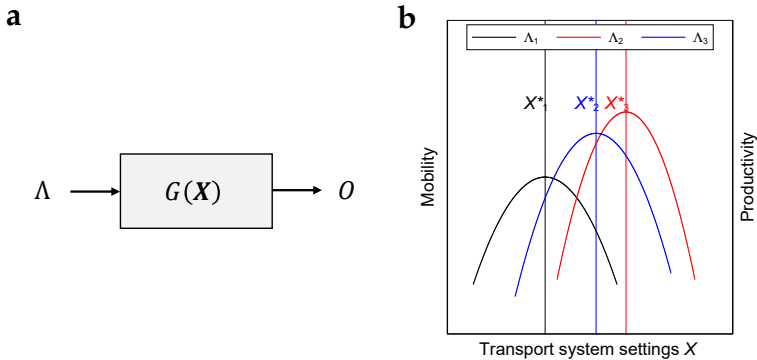 a
Λ
G(X)
O
b
Λ₁ Λ₂ Λ₃
X*₁ X*₂ X*₃
Mobility
Productivity
Transport system settings X